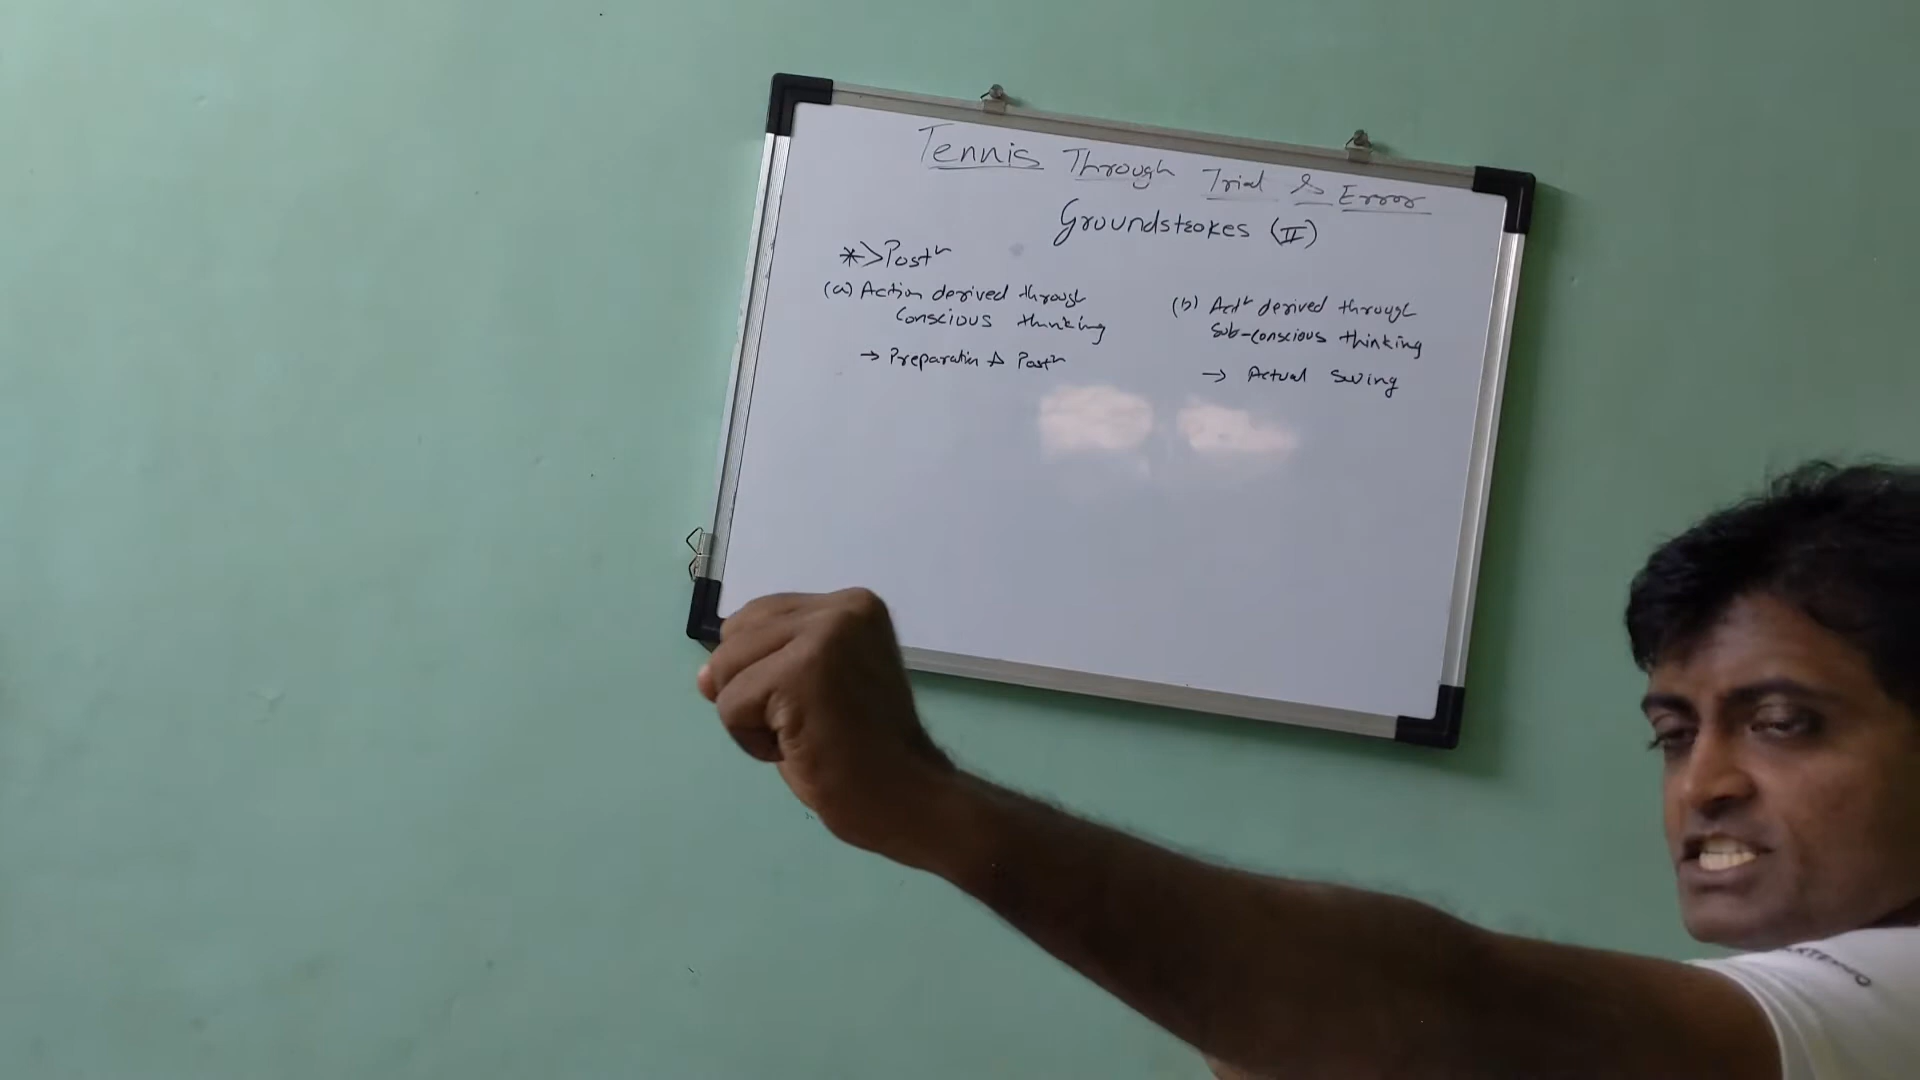 Tennis Through Trial & Error
Groundstrokes (II)
*> Postn
(a) Action derived through
Conscious thinking
→ Preparation & Postn
(b) Actn derived through
Sub-conscious thinking
→ Actual Swing